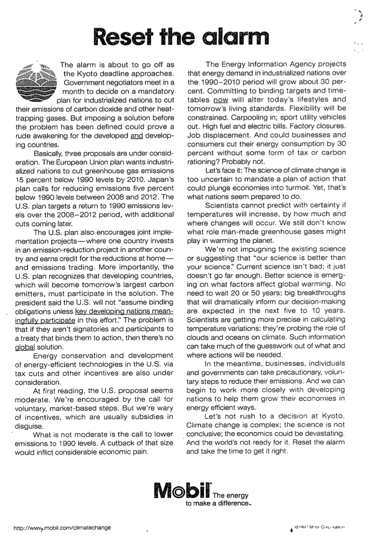 Reset the alarm
The alarm is about to go off as
the Kyoto deadline approaches.
Government negotiators meet in a
month to decide on a mandatory
plan for industrialized nations to cut
their emissions of carbon dioxide and other heat-
trapping gases. But imposing a solution before
the problem has been defined could prove a
rude awakening for the developed and develop-
ing countries.
Basically, three proposals are under consid-
eration. The European Union plan wants industri-
alized nations to cut greenhouse gas emissions
15 percent below 1990 levels by 2010. Japan's
plan calls for reducing emissions five percent
below 1990 levels between 2008 and 2012. The
U.S. plan targets a return to 1990 emissions lev-
els over the 2008–2012 period, with additional
cuts coming later.
The U.S. plan also encourages joint imple-
mentation projects—where one country invests
in an emission-reduction project in another coun-
try and earns credit for the reductions at home—
and emissions trading. More importantly, the
U.S. plan recognizes that developing countries,
which will become tomorrow's largest carbon
emitters, must participate in the solution. The
president said the U.S. will not "assume binding
obligations unless key developing nations mean-
ingfully participate in this effort." The problem is
that if they aren't signatories and participants to
a treaty that binds them to action, then there's no
global solution.
Energy conservation and development
of energy-efficient technologies in the U.S. via
tax cuts and other incentives are also under
consideration.
At first reading, the U.S. proposal seems
moderate. We're encouraged by the call for
voluntary, market-based steps. But we're wary
of incentives, which are usually subsidies in
disguise.
What is not moderate is the call to lower
emissions to 1990 levels. A cutback of that size
would inflict considerable economic pain.
The Energy Information Agency projects
that energy demand in industrialized nations over
the 1990–2010 period will grow about 30 per-
cent. Committing to binding targets and time-
tables now will alter today's lifestyles and
tomorrow's living standards. Flexibility will be
constrained. Carpooling in; sport utility vehicles
out. High fuel and electric bills. Factory closures.
Job displacement. And could businesses and
consumers cut their energy consumption by 30
percent without some form of tax or carbon
rationing? Probably not.
Let's face it: The science of climate change is
too uncertain to mandate a plan of action that
could plunge economies into turmoil. Yet, that's
what nations seem prepared to do.
Scientists cannot predict with certainty if
temperatures will increase, by how much and
where changes will occur. We still don't know
what role man-made greenhouse gases might
play in warming the planet.
We're not impugning the existing science
or suggesting that "our science is better than
your science." Current science isn't bad; it just
doesn't go far enough. Better science is emerg-
ing on what factors affect global warming. No
need to wait 20 or 50 years; big breakthroughs
that will dramatically inform our decision-making
are expected in the next five to 10 years.
Scientists are getting more precise in calculating
temperature variations; they're probing the role of
clouds and oceans on climate. Such information
can take much of the guesswork out of what and
where actions will be needed.
In the meantime, businesses, individuals
and governments can take precautionary, volun-
tary steps to reduce their emissions. And we can
begin to work more closely with developing
nations to help them grow their economies in
energy efficient ways.
Let's not rush to a decision at Kyoto.
Climate change is complex; the science is not
conclusive; the economics could be devastating.
And the world's not ready for it. Reset the alarm
and take the time to get it right.
Mobil The energy
to make a difference.
http://www.mobil.com/climatechange
©1997 Mobil Corporation